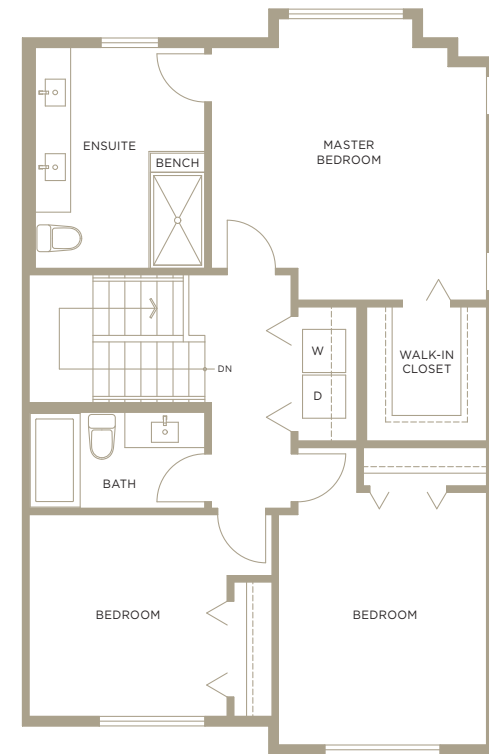 ENSUITE
MASTER
BEDROOM
BENCH
W
WALK-IN
CLOSET
DN
D
BATH
BEDROOM
BEDROOM